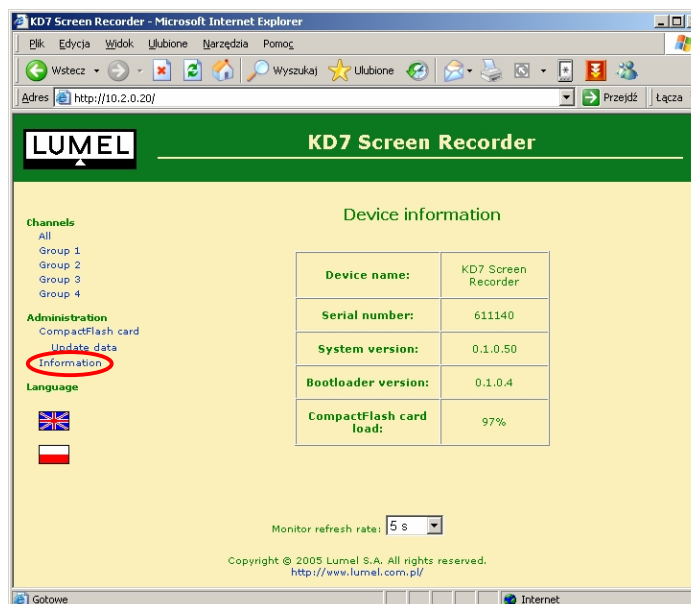 KD7 Screen Recorder - Microsoft Internet Explorer
Plik Edycja Widok Ulubione Narzędzia Pomoc
Wstecz Wyszukaj Ulubione
Adres http://10.2.0.20/ Przejdź Łącza
LUMEL
KD7 Screen Recorder
Device information
Channels
All
Group 1
Group 2
Group 3
Group 4
Administration
CompactFlash card
Update data
Information
Language
Device name: KD7 Screen
Recorder
Serial number: 611140
System version: 0.1.0.50
Bootloader version: 0.1.0.4
CompactFlash card
load: 97%
Monitor refresh rate: 5 s
Copyright © 2005 Lumel S.A. All rights reserved.
http://www.lumel.com.pl/
Gotowe Internet